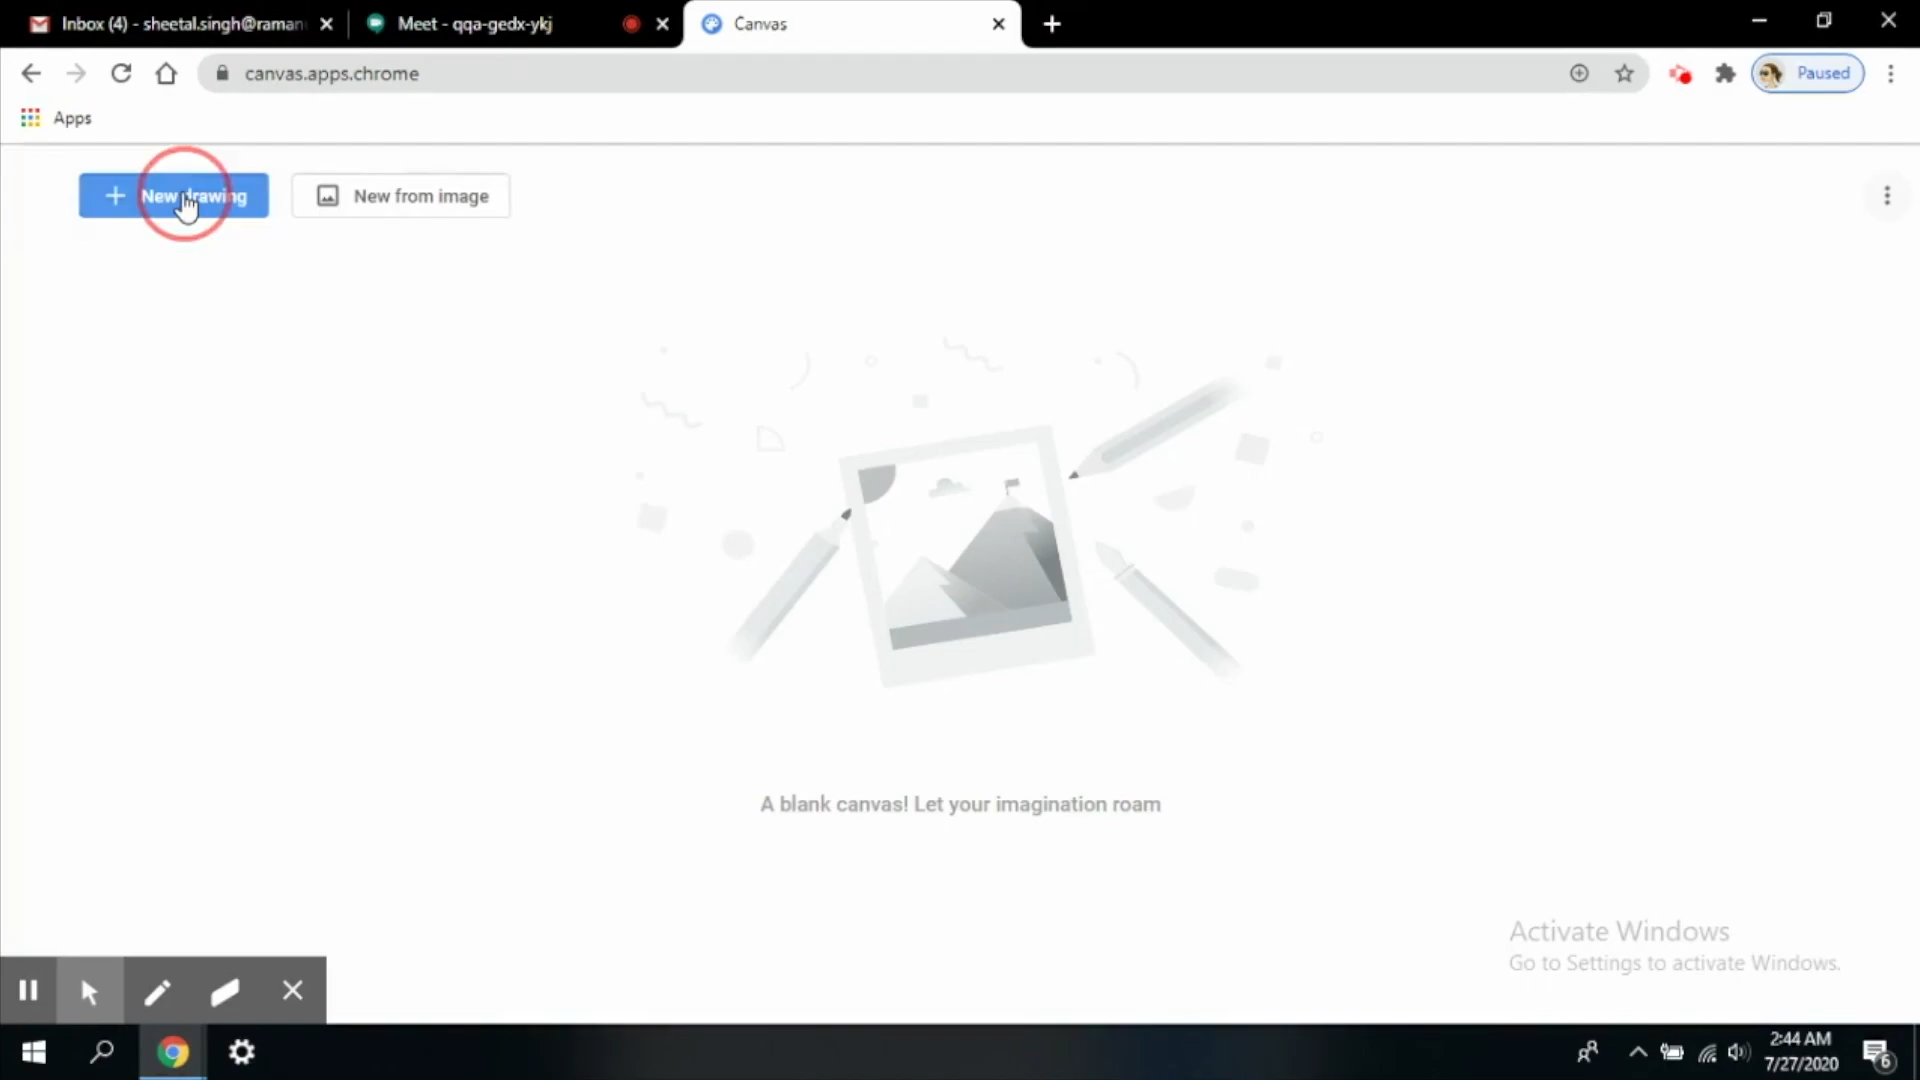 Inbox (4) - sheetal.singh@raman
Meet - qqa-gedx-ykj
Canvas
canvas.apps.chrome
Paused
Apps
New drawing
New from image
A blank canvas! Let your imagination roam
Activate Windows
Go to Settings to activate Windows.
2:44 AM
7/27/2020
6